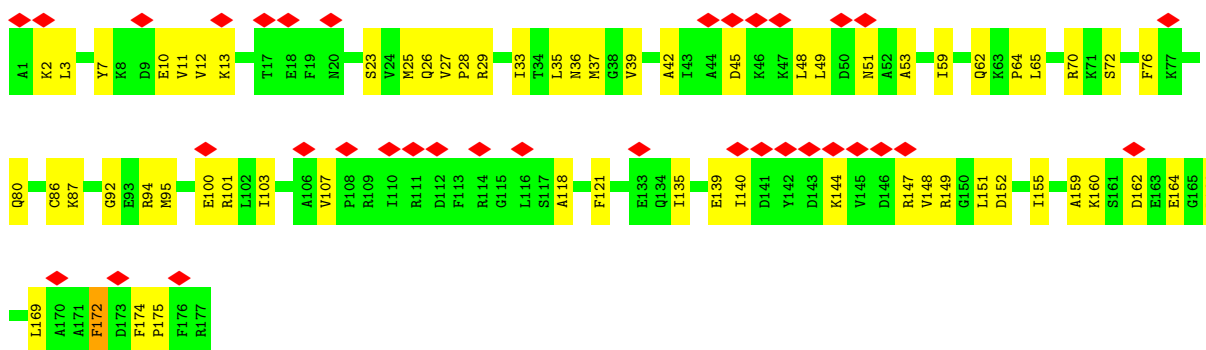 A1 K2 L3 Y7 K8 D9 E10 V11 V12 K13 T17 E18 F19 N20 S23 V24 M25 Q26 V27 P28 R29 I33 T34 L35 N36 M37 G38 V39 A42 I43 A44 D45 K46 K47 L48 L49 D50 N51 A52 A53 I59 Q62 K63 P64 L65 R70 K71 S72 F76 K77
Q80 C86 K87 G92 E93 R94 M95 E100 R101 L102 I103 A106 V107 P108 R109 I110 R111 D112 F113 R114 G115 L116 S117 A118 F121 E133 Q134 I135 E139 I140 D141 Y142 D143 K144 V145 D146 R147 V148 R149 G150 L151 D152 I155 A159 K160 S161 D162 E163 E164 G165
L169 A170 A171 F172 D173 F174 P175 F176 R177